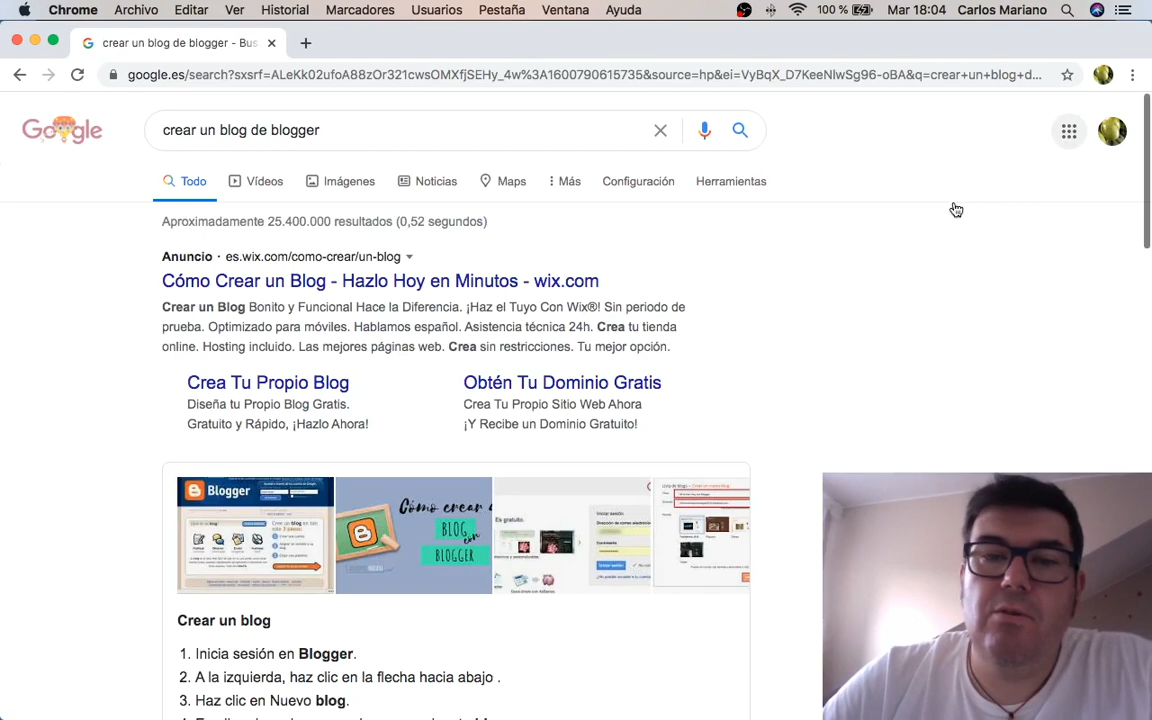 Chrome Archivo Editar Ver Historial Marcadores Usuarios Pestaña Ventana Ayuda 100 % Mar 18:04 Carlos Mariano
crear un blog de blogger - Bus
google.es/search?sxsrf=ALeKk02ufoA88zOr321cwsOMXfjSEHy_4w%3A1600790615735&source=hp&ei=VyBqX_D7KeeNlwSg96-oBA&q=crear+un+blog+d...
Google
crear un blog de blogger
Todo Vídeos Imágenes Noticias Maps Más Configuración Herramientas
Aproximadamente 25.400.000 resultados (0,52 segundos)
Anuncio · es.wix.com/como-crear/un-blog
Cómo Crear un Blog - Hazlo Hoy en Minutos - wix.com
Crear un Blog Bonito y Funcional Hace la Diferencia. ¡Haz el Tuyo Con Wix®! Sin periodo de
prueba. Optimizado para móviles. Hablamos español. Asistencia técnica 24h. Crea tu tienda
online. Hosting incluido. Las mejores páginas web. Crea sin restricciones. Tu mejor opción.
Crea Tu Propio Blog
Diseña tu Propio Blog Gratis.
Gratuito y Rápido, ¡Hazlo Ahora!
Obtén Tu Dominio Gratis
Crea Tu Propio Sitio Web Ahora
¡Y Recibe un Dominio Gratuito!
Blogger
Cómo crear
BLOG
con
BLOGGER
Es gratuito.
Crear un blog
1. Inicia sesión en Blogger.
2. A la izquierda, haz clic en la flecha hacia abajo .
3. Haz clic en Nuevo blog.